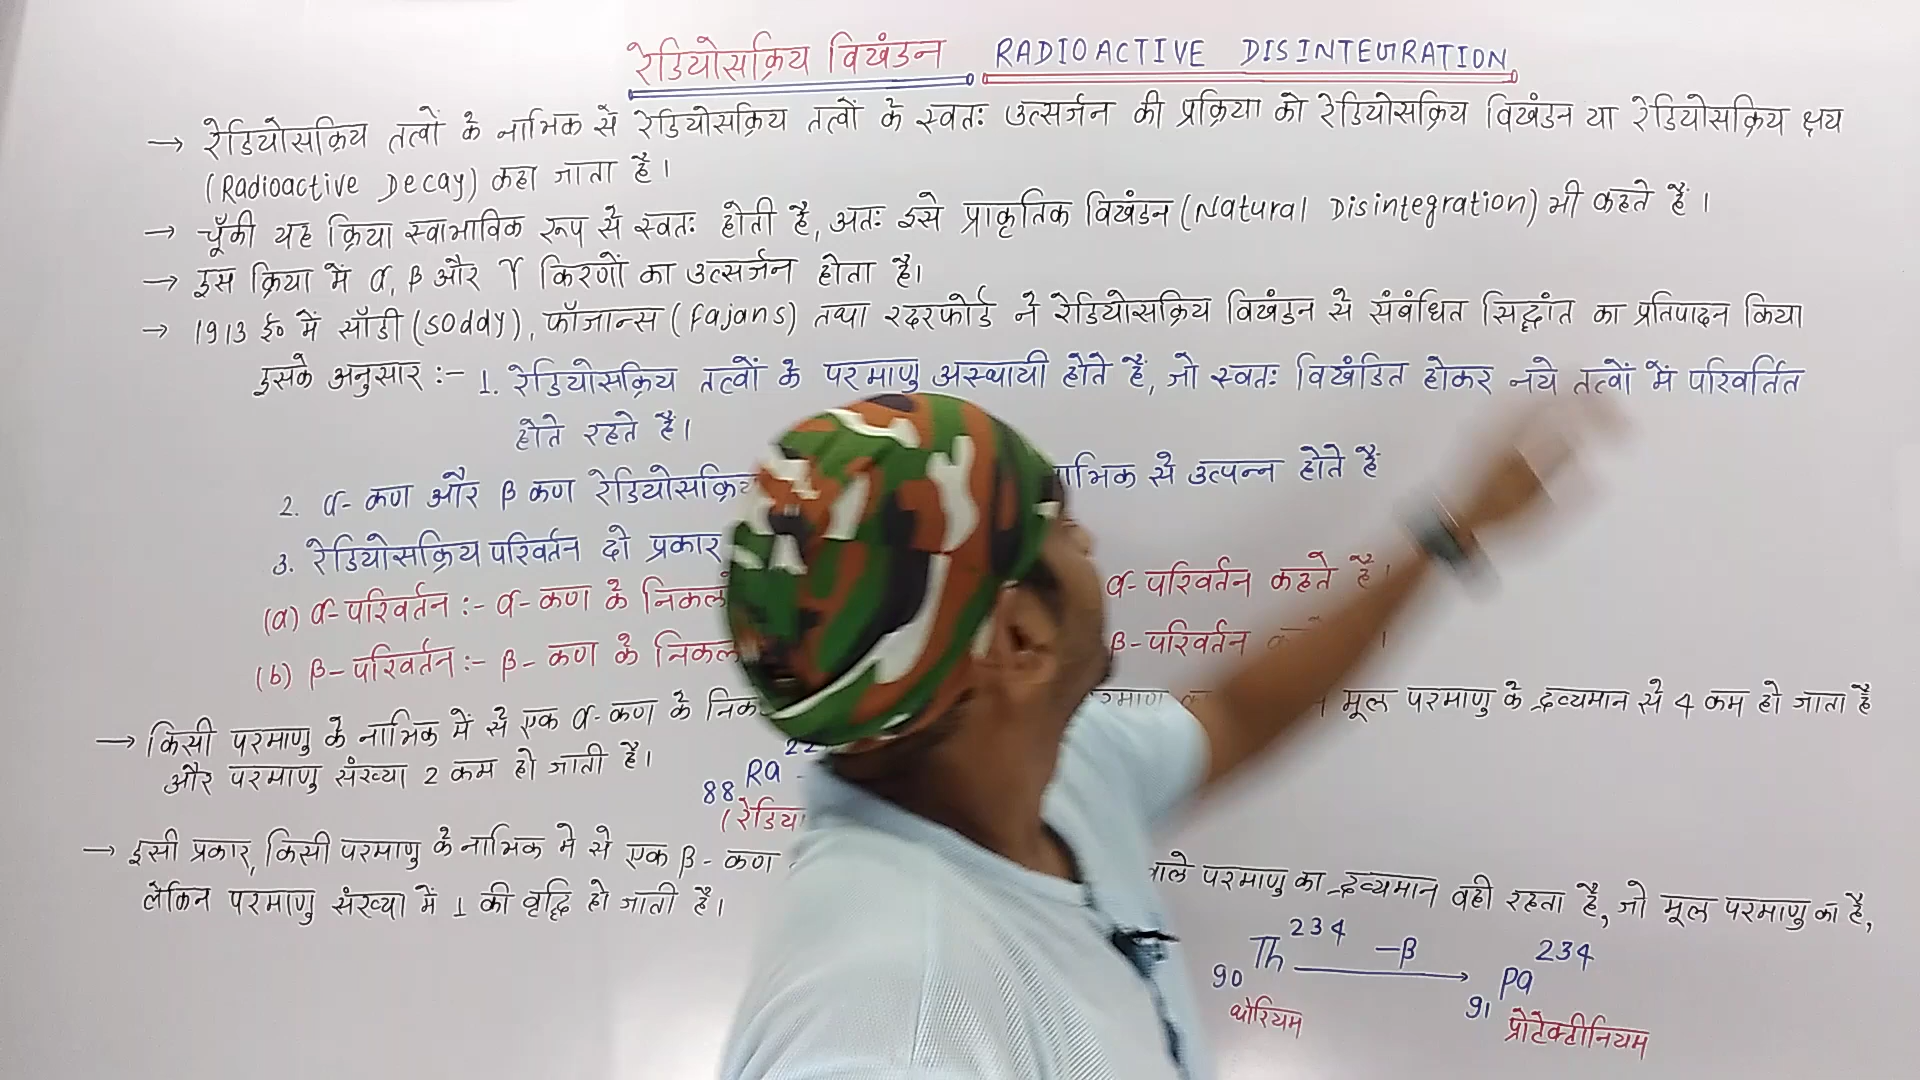 रेडियोसक्रिय विखंडन RADIOACTIVE DISINTEGRATION
→ रेडियोसक्रिय तत्वों के नाभिक से रेडियोसक्रिय तत्वों के स्वतः उत्सर्जन की प्रक्रिया को रेडियोसक्रिय विखंडन या रेडियोसक्रिय क्षय
(Radioactive Decay) कहा जाता है।
→ चूँकी यह क्रिया स्वाभाविक रूप से स्वतः होती है, अतः इसे प्राकृतिक विखंडन (Natural Disintegration) भी कहते हैं।
→ इस क्रिया में α, β और γ किरणों का उत्सर्जन होता है।
→ 1913 ई० में सॉडी (Soddy), फॉजान्स (Fajans) तथा रदरफोर्ड ने रेडियोसक्रिय विखंडन से संबंधित सिद्धांत का प्रतिपादन किया
इसके अनुसार :- 1. रेडियोसक्रिय तत्वों के परमाणु अस्थायी होते हैं, जो स्वतः विखंडित होकर नये तत्वों में परिवर्तित
होते रहते हैं।
2. α- कण और β कण रेडियोसक्रिय नाभिक से उत्पन्न होते हैं
3. रेडियोसक्रिय परिवर्तन दो प्रकार
(a) α-परिवर्तन :- α- कण के निकल α- परिवर्तन कहते हैं।
(b) β-परिवर्तन :- β- कण के निकल β-परिवर्तन
→ किसी परमाणु के नाभिक में से एक α- कण के मूल परमाणु के द्रव्यमान से 4 कम हो जाता है
और परमाणु संख्या 2 कम हो जाती है। 88 Ra
→ इसी प्रकार, किसी परमाणु के नाभिक में से एक β- कण वाले परमाणु का द्रव्यमान वही रहता है, जो मूल परमाणु का है,
लेकिन परमाणु संख्या में 1 की वृद्धि हो जाती है।
90 Th 234 -β → 91 Pa 234
थोरियम प्रोटेक्टीनियम